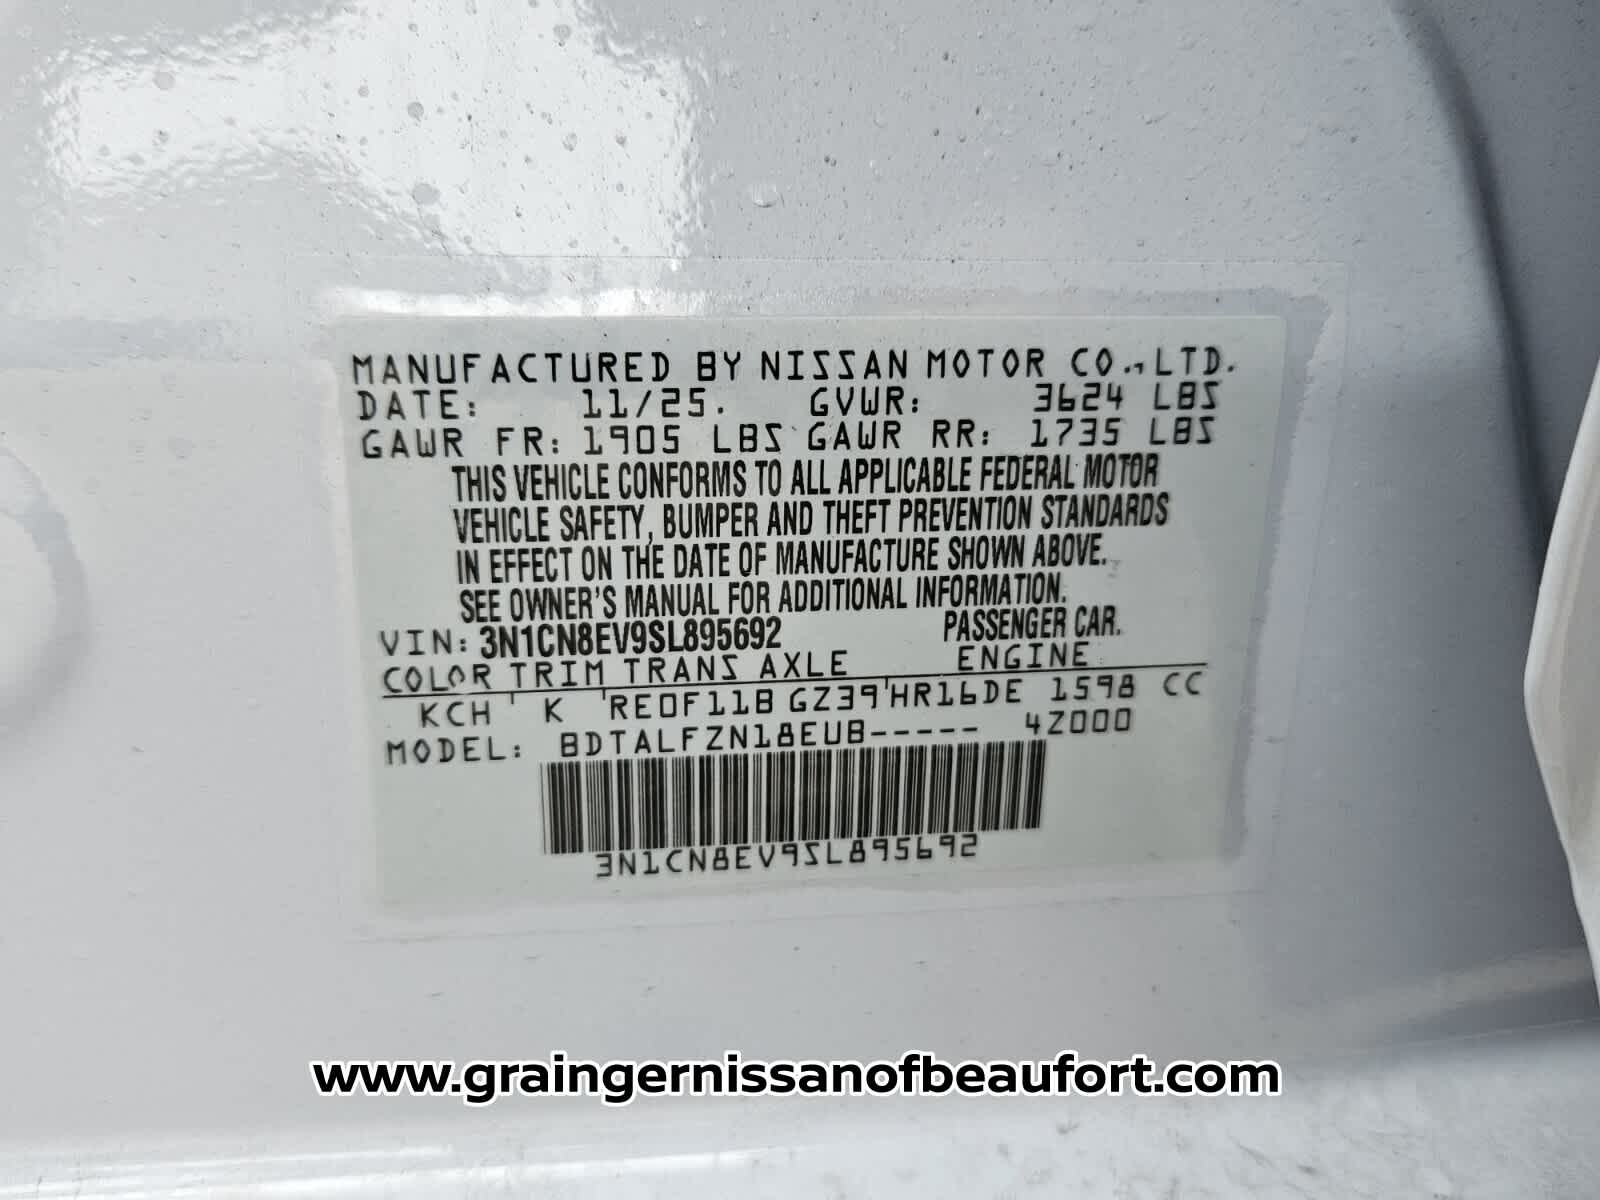 MANUFACTURED BY NISSAN MOTOR CO., LTD.
DATE: 11/25. GVWR: 3624 LBS
GAWR FR: 1905 LBS GAWR RR: 1735 LBS
THIS VEHICLE CONFORMS TO ALL APPLICABLE FEDERAL MOTOR
VEHICLE SAFETY, BUMPER AND THEFT PREVENTION STANDARDS
IN EFFECT ON THE DATE OF MANUFACTURE SHOWN ABOVE.
SEE OWNER'S MANUAL FOR ADDITIONAL INFORMATION.
VIN: 3N1CN8EV9SL895692 PASSENGER CAR.
COLOR TRIM TRANS AXLE ENGINE
KCH K RE0F11B GZ39 HR16DE 1598 CC
MODEL: BDTALFZN18EUB----- 4Z000
3N1CN8EV9SL895692
www.graingernissanofbeaufort.com